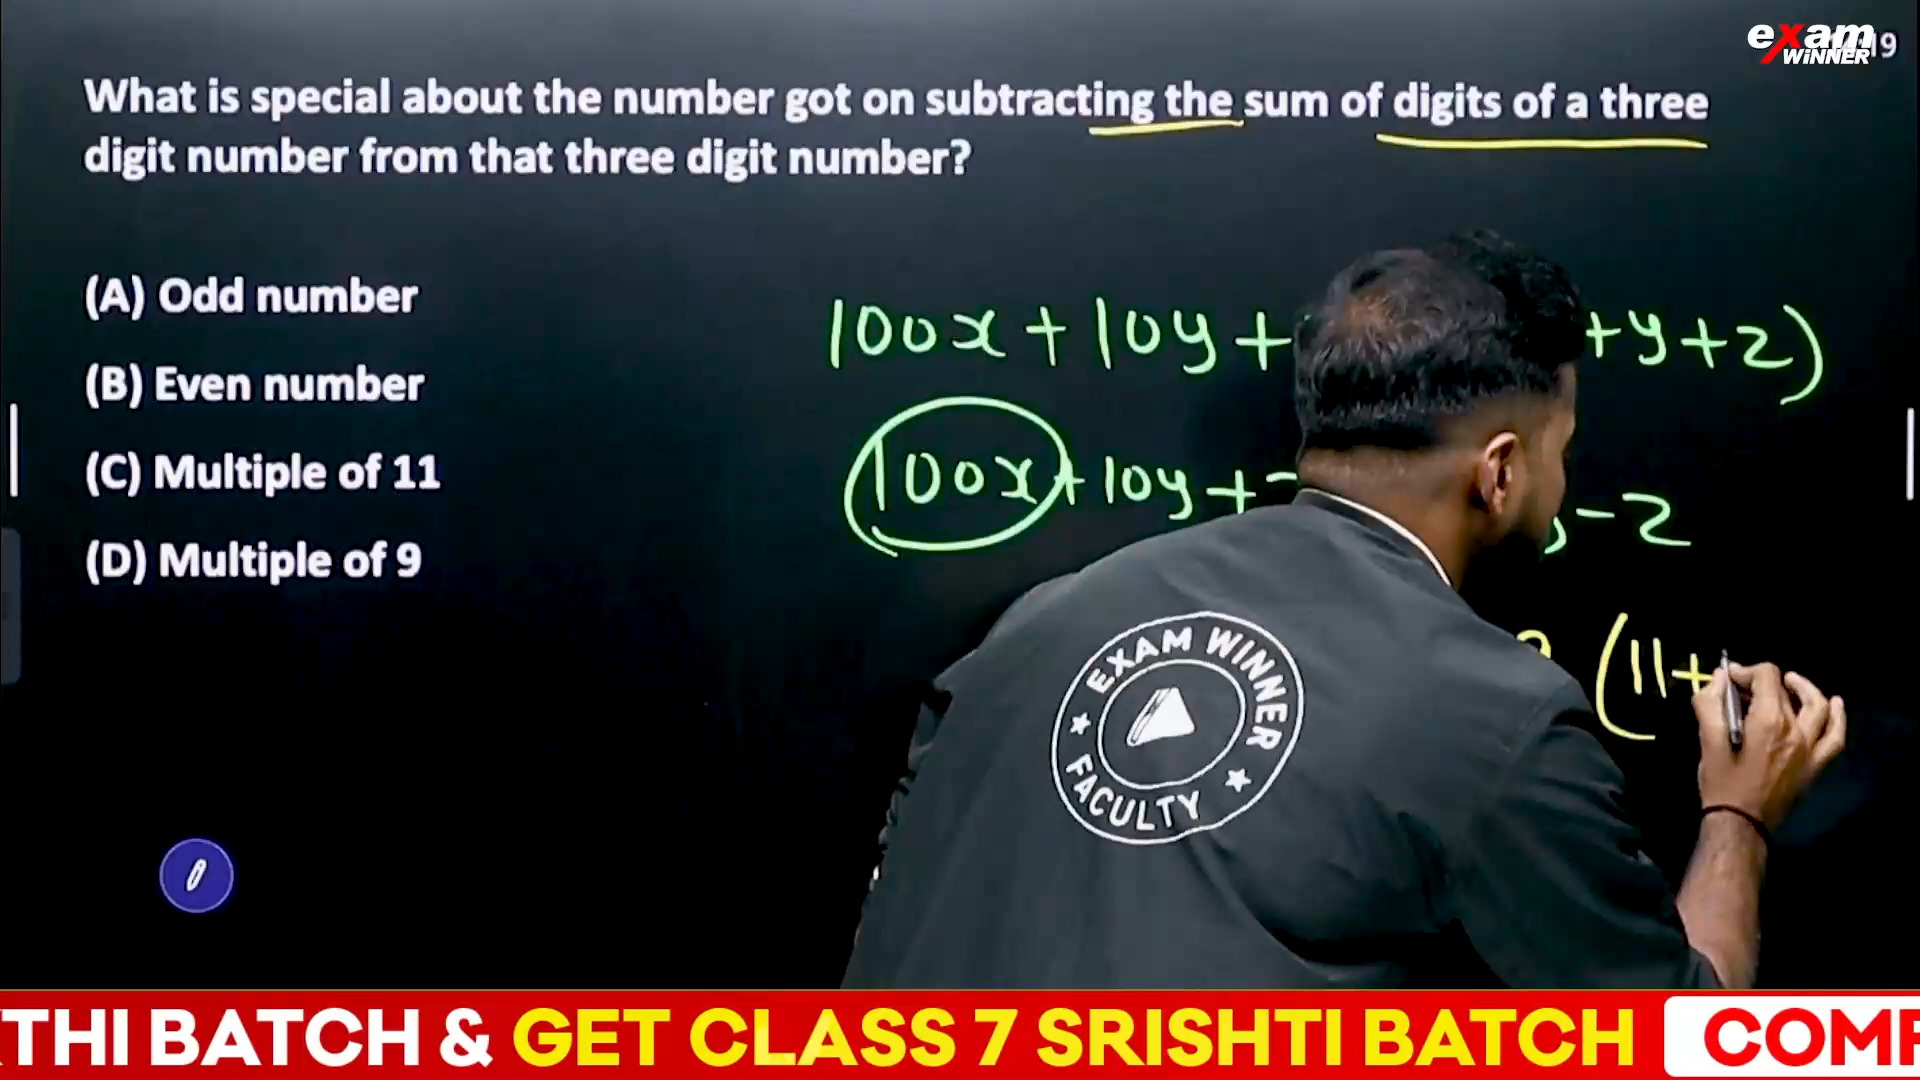 exam
WiNNER
19
What is special about the number got on subtracting the sum of digits of a three
digit number from that three digit number?
(A) Odd number
(B) Even number
(C) Multiple of 11
(D) Multiple of 9
100x + 10y + +y+z)
100x + 10y + -z
(11+
EXAM WINNER
FACULTY
THI BATCH & GET CLASS 7 SRISHTI BATCH COMP